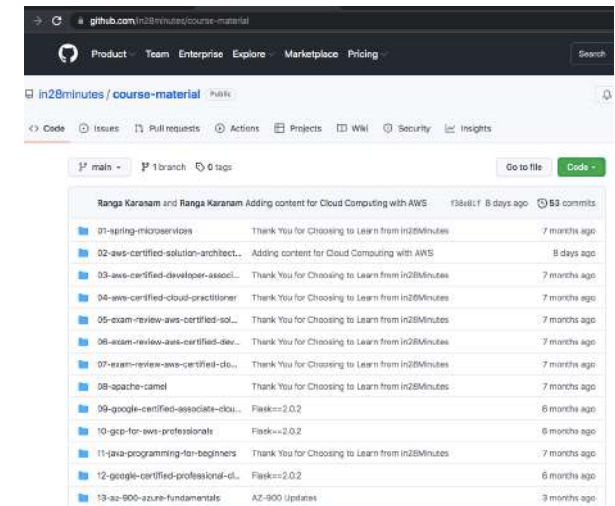 github.com/in28minutes/course-material
Product Team Enterprise Explore Marketplace Pricing Search
in28minutes / course-material Public
Code Issues Pull requests Actions Projects Wiki Security Insights
main 1 branch 0 tags Go to file Code
Ranga Karanam and Ranga Karanam Adding content for Cloud Computing with AWS 8 days ago 53 commits
01-spring-microservices Thank You for Choosing to Learn from in28Minutes 7 months ago
02-aws-certified-solution-architect... Adding content for Cloud Computing with AWS 8 days ago
03-aws-certified-developer-associ... Thank You for Choosing to Learn from in28Minutes 7 months ago
04-aws-certified-cloud-practitioner Thank You for Choosing to Learn from in28Minutes 7 months ago
05-exam-review-aws-certified-sol... Thank You for Choosing to Learn from in28Minutes 7 months ago
06-exam-review-aws-certified-dev... Thank You for Choosing to Learn from in28Minutes 7 months ago
07-exam-review-aws-certified-clo... Thank You for Choosing to Learn from in28Minutes 7 months ago
08-apache-camel Thank You for Choosing to Learn from in28Minutes 7 months ago
09-google-certified-associate-clou... Flask==2.0.2 6 months ago
10-gcp-for-aws-professionals Flask==2.0.2 6 months ago
11-java-programming-for-beginners Thank You for Choosing to Learn from in28Minutes 7 months ago
12-google-certified-professional-cl... Flask==2.0.2 6 months ago
13-az-900-azure-fundamentals AZ-900 Updates 3 months ago